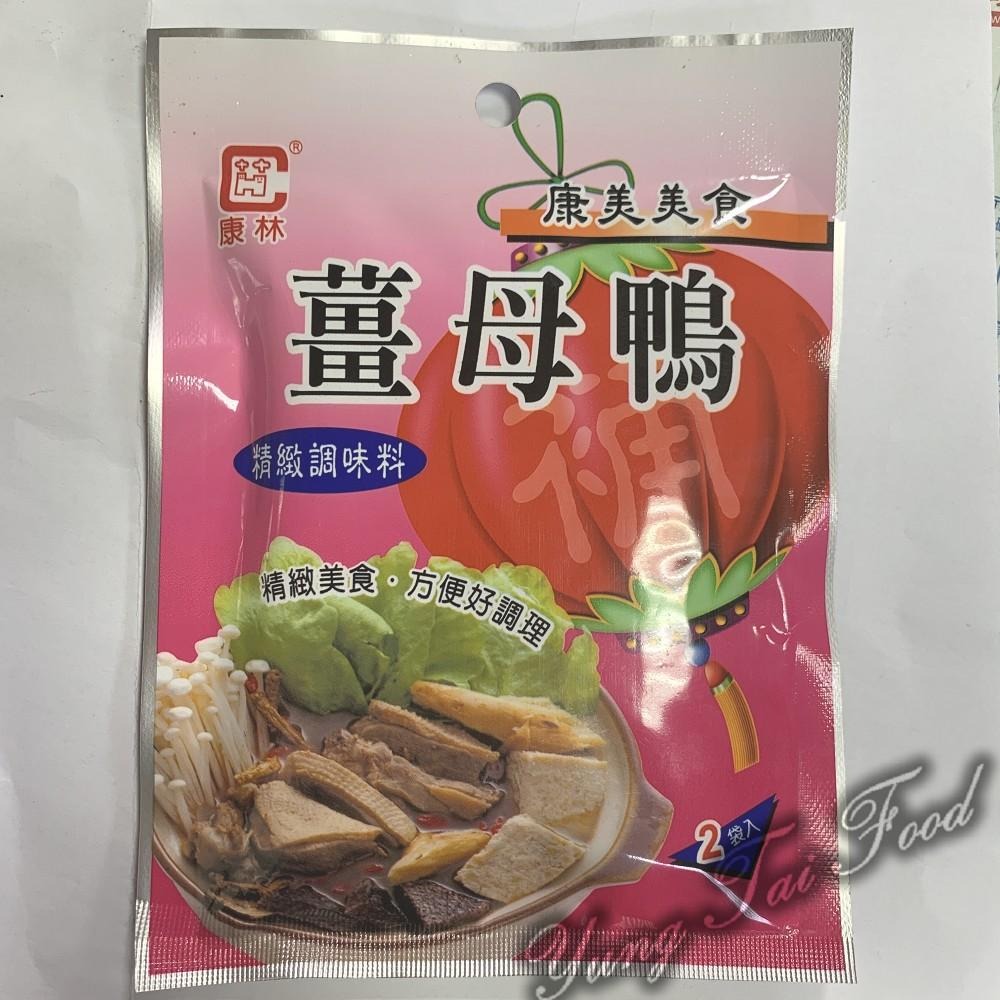 ®
康林
康美美食
薑母鴨
補
精緻調味料
精緻美食·方便好調理
2袋入
Yung Tai Food